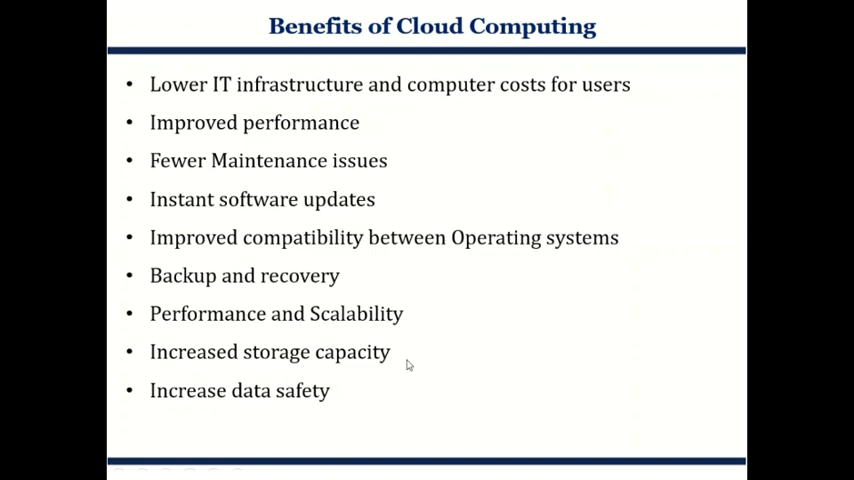 Benefits of Cloud Computing
• Lower IT infrastructure and computer costs for users
• Improved performance
• Fewer Maintenance issues
• Instant software updates
• Improved compatibility between Operating systems
• Backup and recovery
• Performance and Scalability
• Increased storage capacity
• Increase data safety